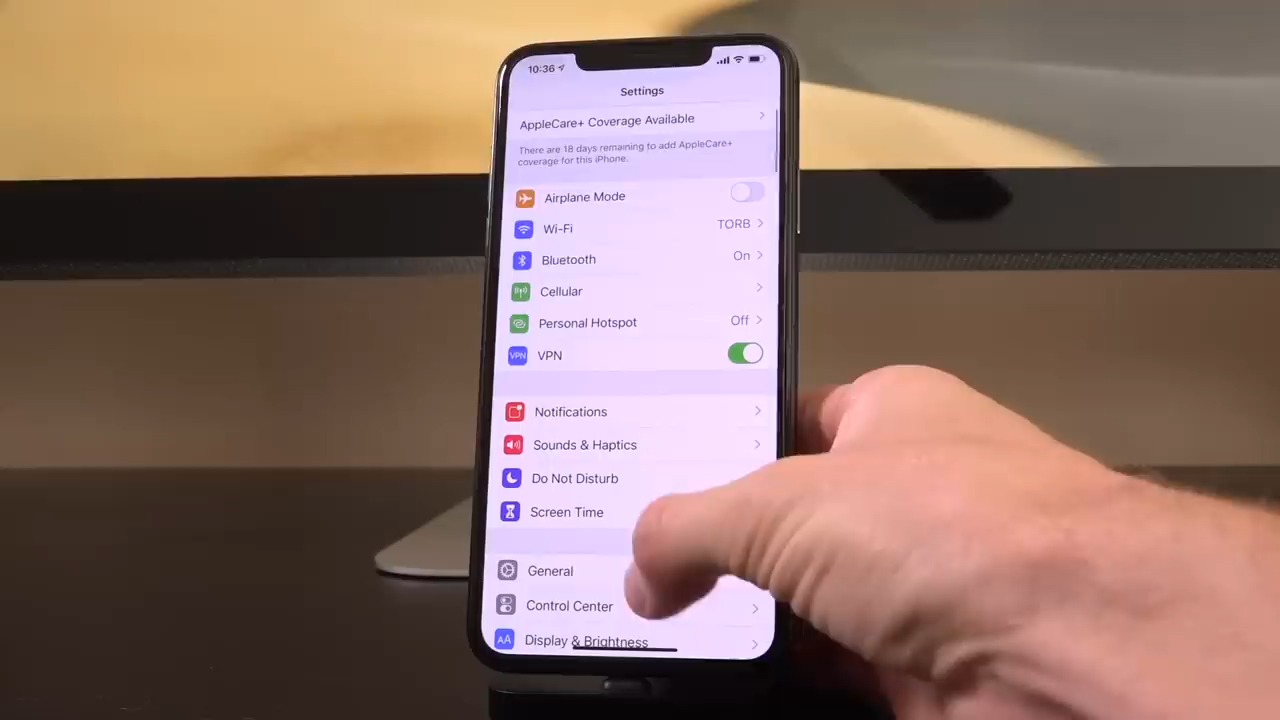 10:36
Settings
AppleCare+ Coverage Available
There are 18 days remaining to add AppleCare+
coverage for this iPhone.
Airplane Mode
Wi-Fi TORB
Bluetooth On
Cellular
Personal Hotspot Off
VPN VPN
Notifications
Sounds & Haptics
Do Not Disturb
Screen Time
General
Control Center
AA Display & Brightness